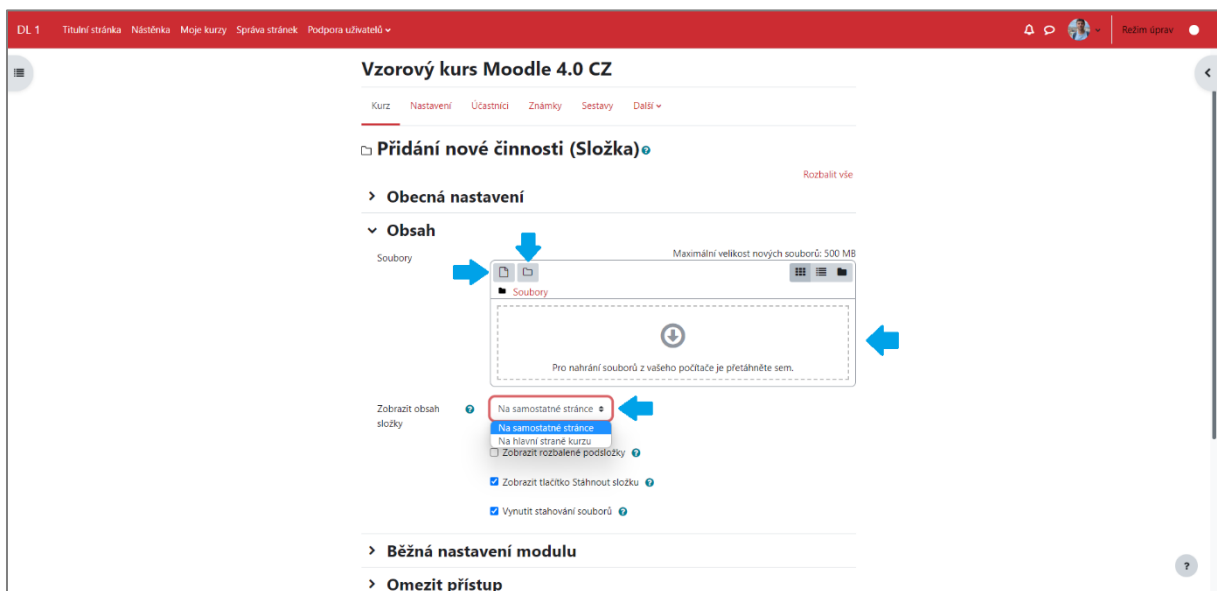 DL 1 Titulní stránka Nástěnka Moje kurzy Správa stránek Podpora uživatelů Režim úprav
Vzorový kurs Moodle 4.0 CZ
Kurz Nastavení Účastníci Známky Sestavy Další
Přidání nové činnosti (Složka)
Rozbalit vše
Obecná nastavení
Obsah
Soubory
Maximální velikost nových souborů: 500 MB
Soubory
Pro nahrání souborů z vašeho počítače je přetáhněte sem.
Zobrazit obsah složky
Na samostatné stránce
Na samostatné stránce
Na hlavní straně kurzu
Zobrazit rozbalené podsložky
Zobrazit tlačítko Stáhnout složku
Vynutit stahování souborů
Běžná nastavení modulu
Omezit přístup
?